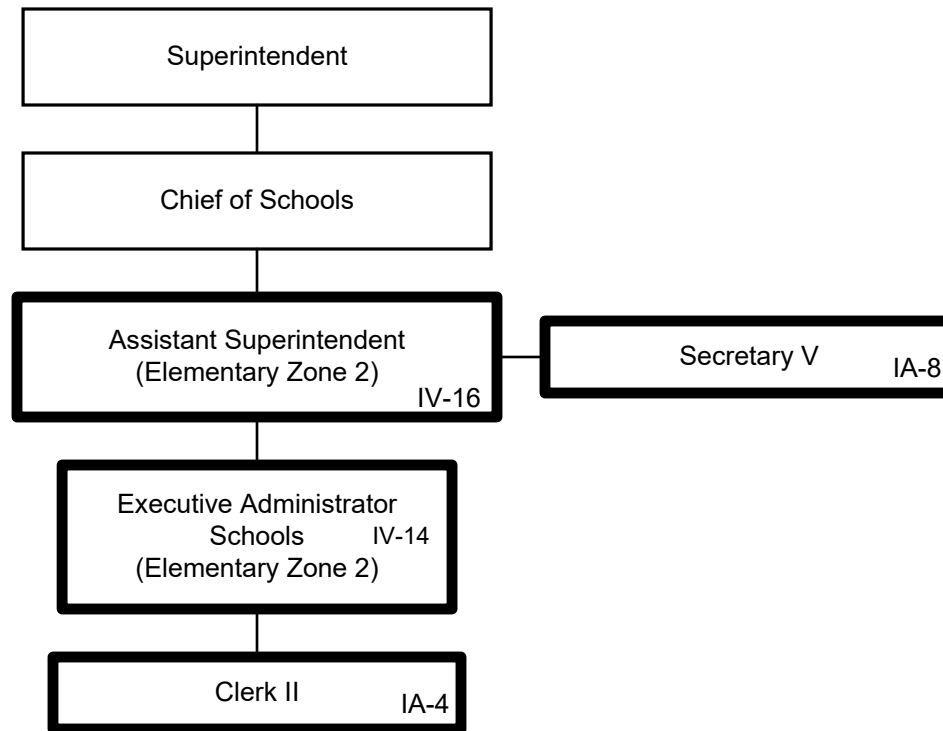 Superintendent
Chief of Schools
Assistant Superintendent
(Elementary Zone 2)
IV-16
Secretary V
IA-8
Executive Administrator
Schools IV-14
(Elementary Zone 2)
Clerk II
IA-4